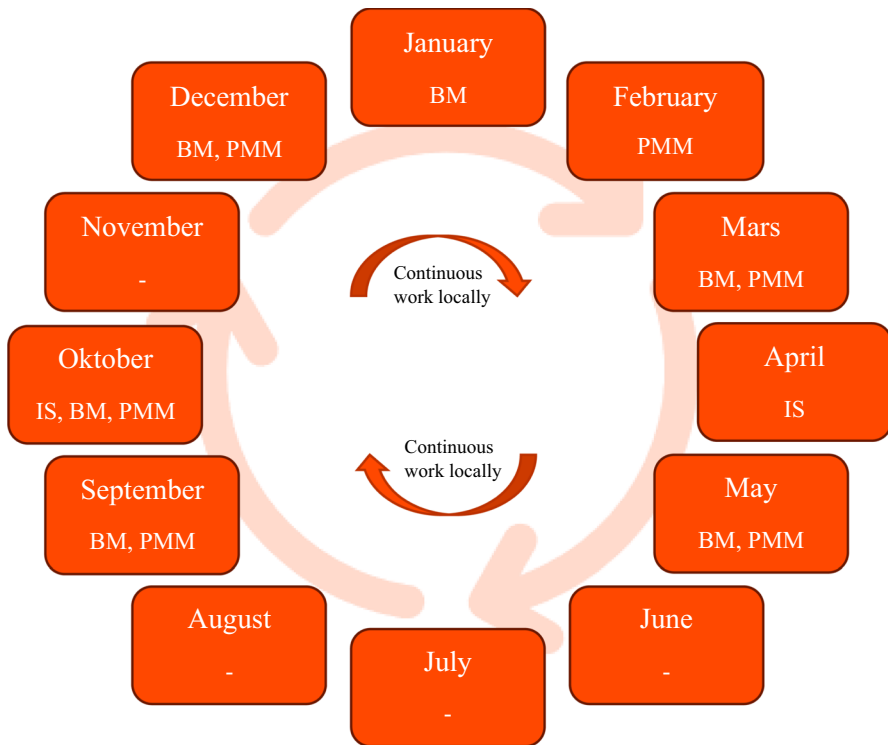 January
BM
February
PMM
Mars
BM, PMM
April
IS
May
BM, PMM
June
-
July
-
August
-
September
BM, PMM
Oktober
IS, BM, PMM
November
-
December
BM, PMM
Continuous
work locally
Continuous
work locally